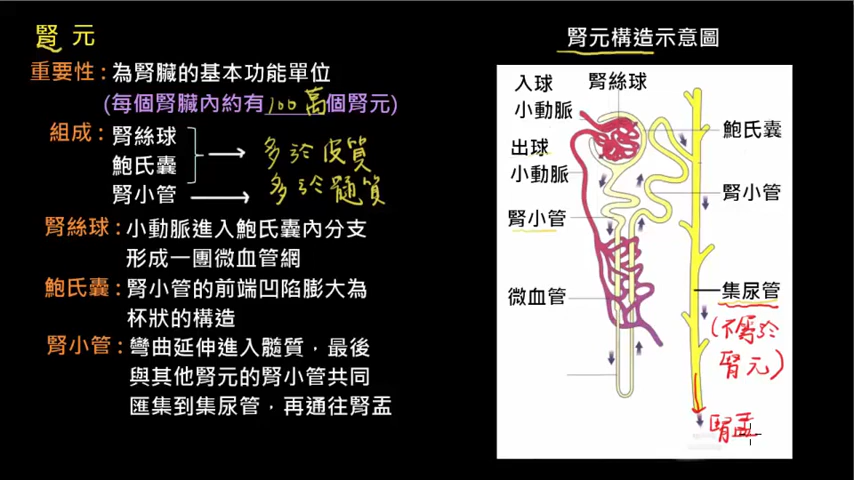 腎元
重要性：為腎臟的基本功能單位
(每個腎臟內約有100萬個腎元)
組成：腎絲球
鮑氏囊
多於皮質
腎小管
多於髓質
腎絲球：小動脈進入鮑氏囊內分支
形成一團微血管網
鮑氏囊：腎小管的前端凹陷膨大為
杯狀的構造
腎小管：彎曲延伸進入髓質，最後
與其他腎元的腎小管共同
匯集到集尿管，再通往腎盂
腎元構造示意圖
入球
小動脈
腎絲球
鮑氏囊
出球
小動脈
腎小管
腎小管
微血管
集尿管
(不屬於
腎元)
腎盂